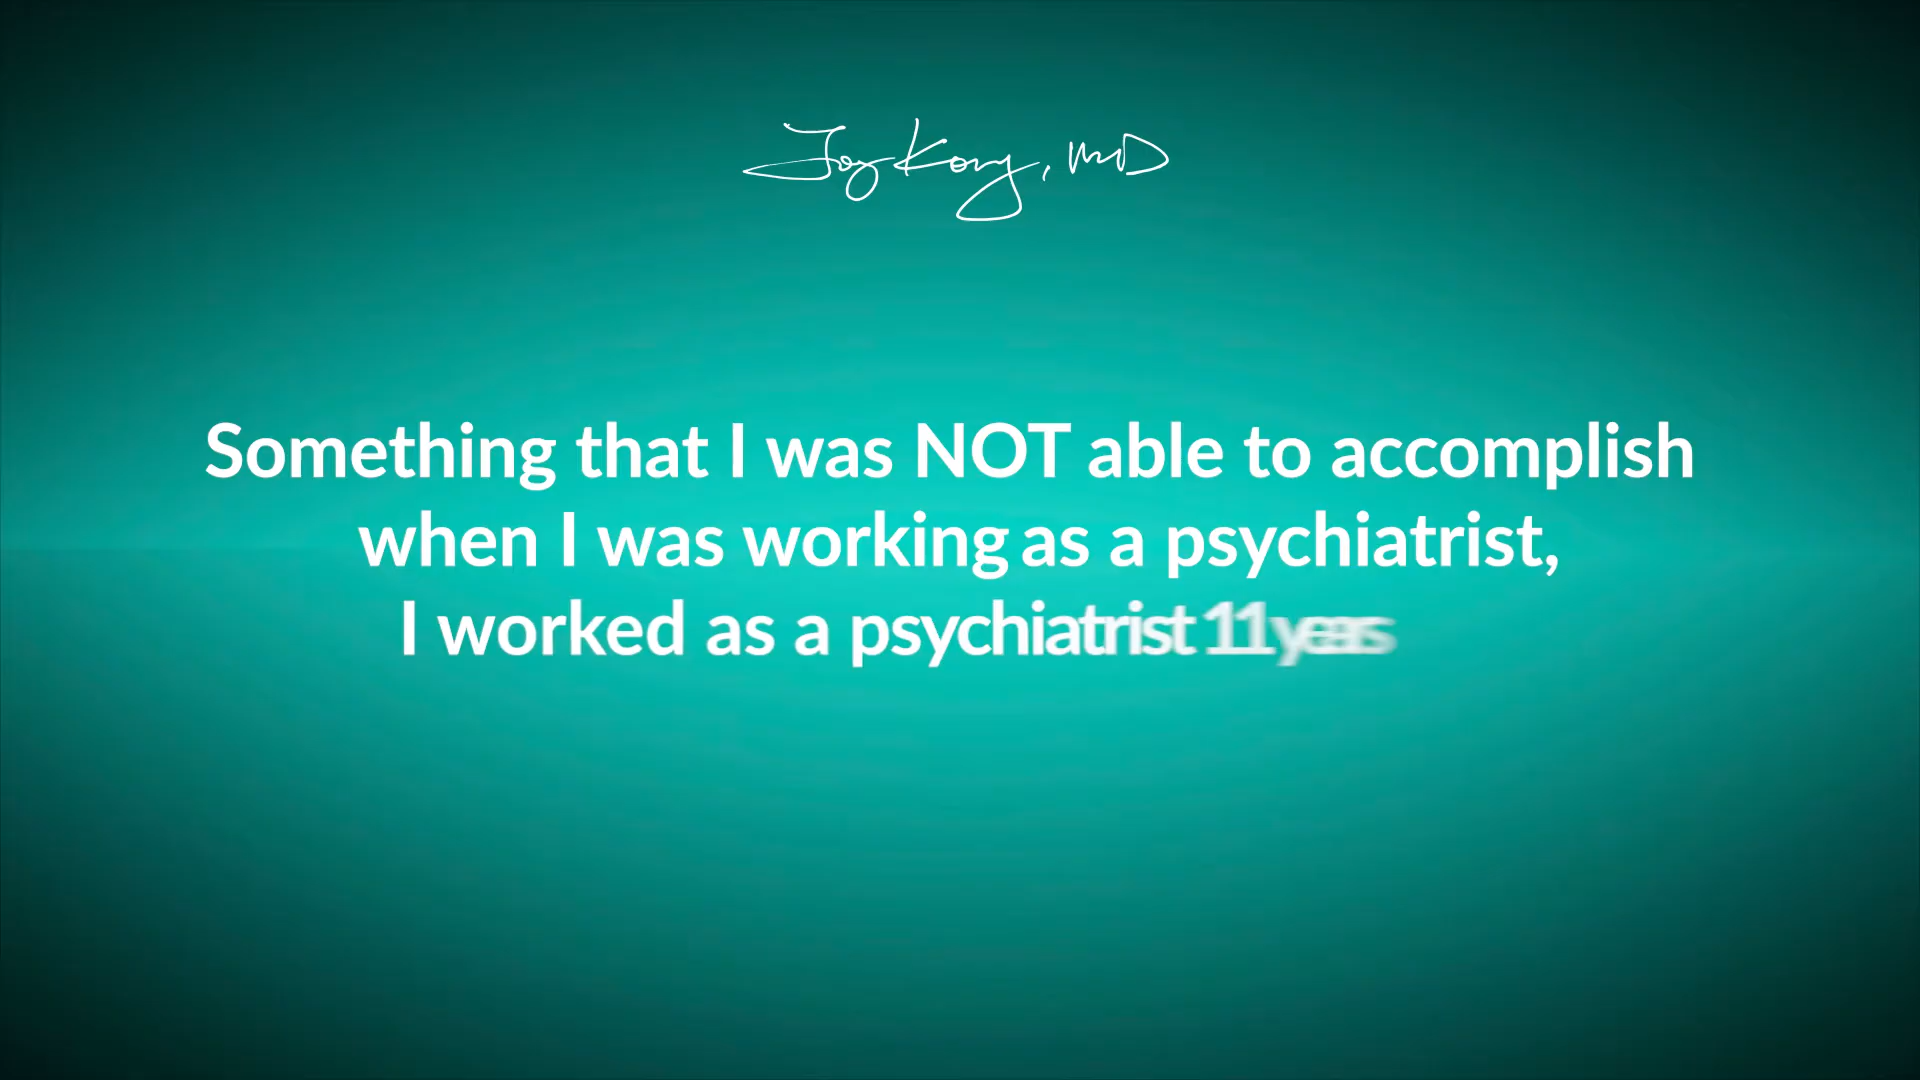 Joy Kong, MD
Something that I was NOT able to accomplish
when I was working as a psychiatrist,
I worked as a psychiatrist 11 years